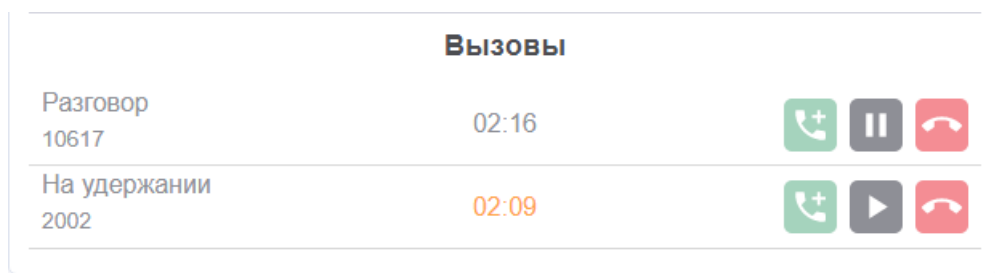 Вызовы
Разговор
10617
02:16
На удержании
2002
02:09